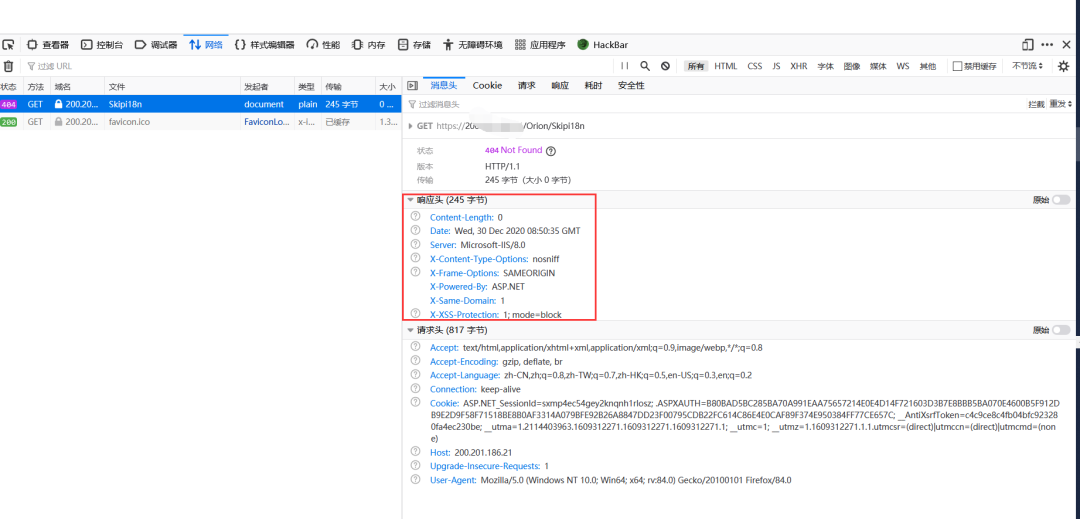 查看器 控制台 调试器 网络 样式编辑器 性能 内存 存储 无障碍环境 应用程序 HackBar
过滤 URL 所有 HTML CSS JS XHR 字体 图像 媒体 WS 其他 禁用缓存 不节流
状态 方法 域名 文件 发起者 类型 传输 大小
404 GET 200.20... Skipi18n document plain 245 字节 0 ...
200 GET 200.20... favicon.ico FaviconLo... x-i... 已缓存 1.3...
消息头 Cookie 请求 响应 耗时 安全性
过滤消息头 拦截 重发
GET https://20 /Orion/Skipi18n
状态 404 Not Found
版本 HTTP/1.1
传输 245 字节（大小 0 字节）
响应头 (245 字节) 原始
Content-Length: 0
Date: Wed, 30 Dec 2020 08:50:35 GMT
Server: Microsoft-IIS/8.0
X-Content-Type-Options: nosniff
X-Frame-Options: SAMEORIGIN
X-Powered-By: ASP.NET
X-Same-Domain: 1
X-XSS-Protection: 1; mode=block
请求头 (817 字节) 原始
Accept: text/html,application/xhtml+xml,application/xml;q=0.9,image/webp,*/*;q=0.8
Accept-Encoding: gzip, deflate, br
Accept-Language: zh-CN,zh;q=0.8,zh-TW;q=0.7,zh-HK;q=0.5,en-US;q=0.3,en;q=0.2
Connection: keep-alive
Cookie: ASP.NET_SessionId=sxmp4ec54gey2knqnh1rlosz; .ASPXAUTH=B80BAD5BC285BA70A991EAA75657214E0E4D14F721603D3B7E8BBB5BA070E4600B5F912D
B9E2D9F58F71518BE8B0AF3314A079BFE92B26A8847DD23F00795CDB22FC614C86E4E0CAF89F374E950384FF77CE657C; __AntiXsrfToken=c4c9ce8c4fb04bfc92328
0fa4ec230be; __utma=1.2114403963.1609312271.1609312271.1609312271.1; __utmc=1; __utmz=1.1609312271.1.1.utmcsr=(direct)|utmccn=(direct)|utmcmd=(non
e)
Host: 200.201.186.21
Upgrade-Insecure-Requests: 1
User-Agent: Mozilla/5.0 (Windows NT 10.0; Win64; x64; rv:84.0) Gecko/20100101 Firefox/84.0